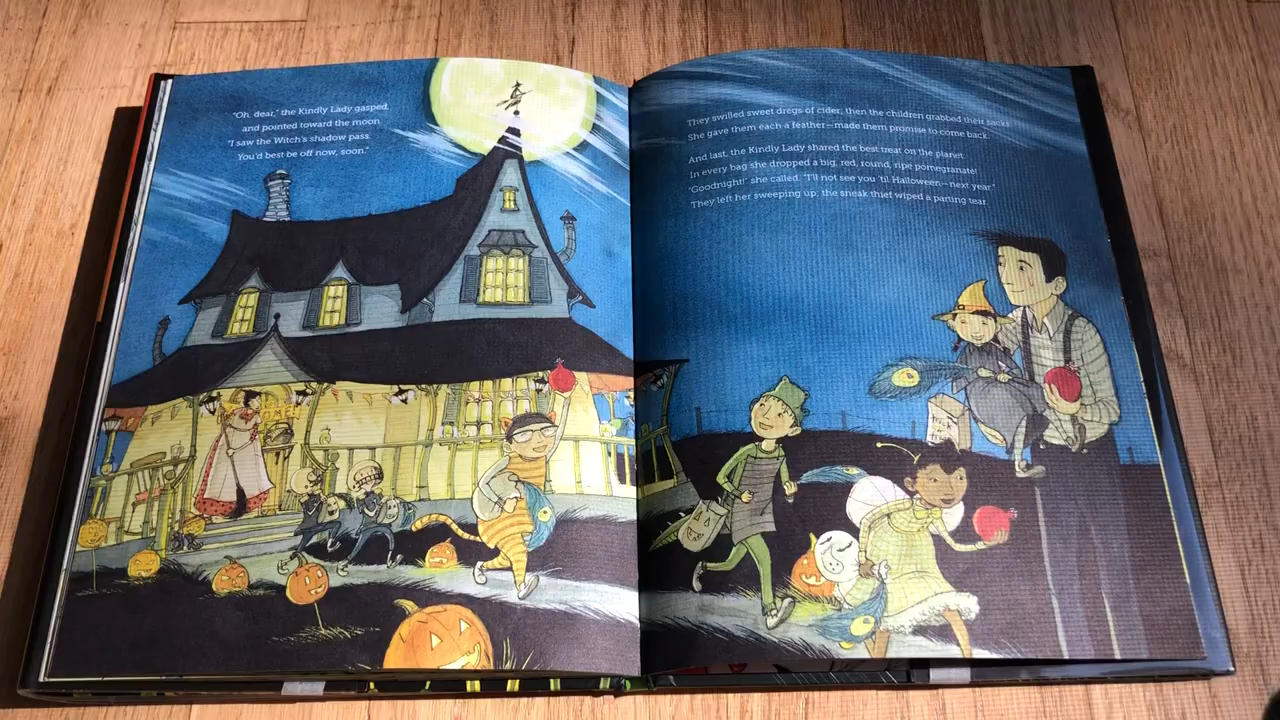 "Oh, dear," the Kindly Lady gasped,
and pointed toward the moon.
"I saw the Witch's shadow pass.
You'd best be off now, soon."
They swilled sweet dregs of cider; then the children grabbed their sacks.
She gave them each a feather—made them promise to come back.
And last, the Kindly Lady shared the best treat on the planet:
In every bag she dropped a big, red, round, ripe pomegranate!
"Goodnight!" she called. "I'll not see you 'til Halloween—next year."
They left her sweeping up; the sneak thief wiped a parting tear.